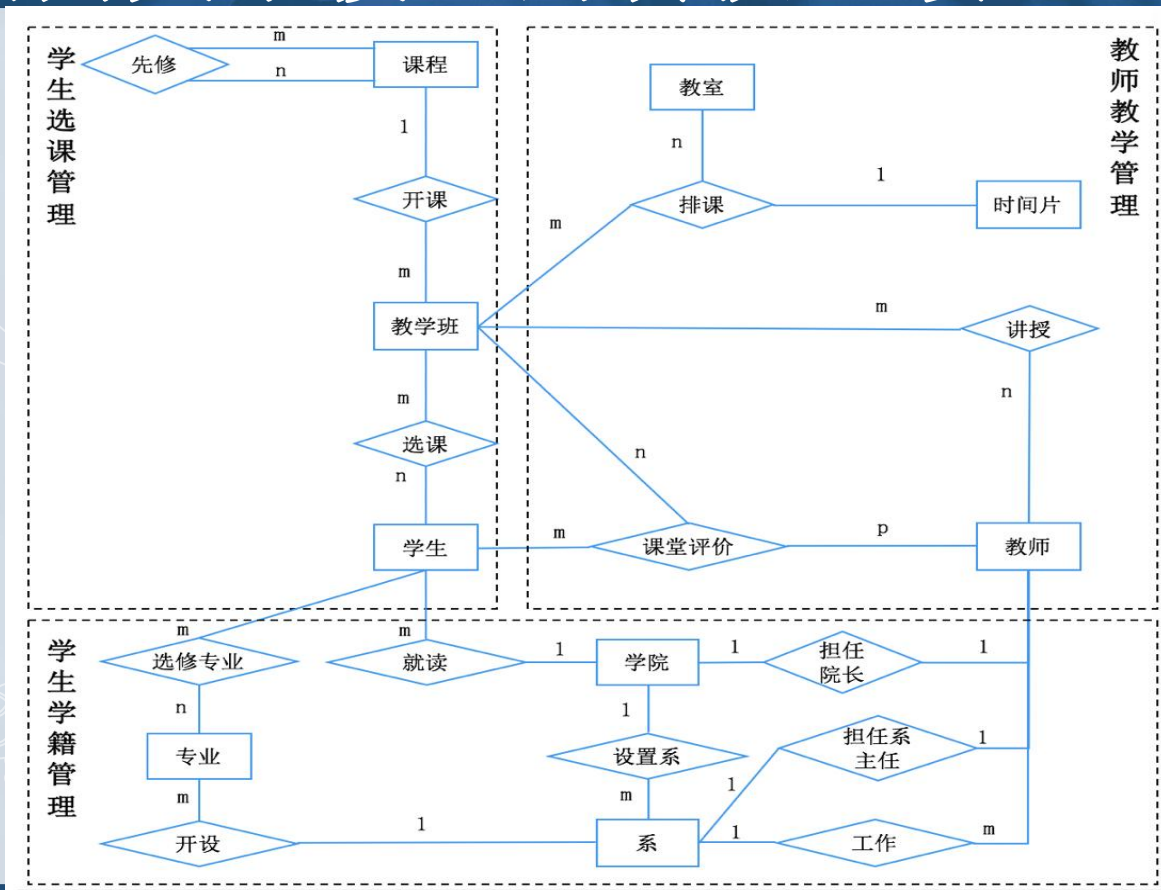 学生选课管理
先修
m
n
课程
1
开课
m
教学班
m
选课
n
学生
教师教学管理
教室
n
排课
1
时间片
m
m
讲授
n
n
m
课堂评价
p
教师
学生学籍管理
m
选修专业
n
专业
m
开设
1
m
就读
1
学院
1
担任
院长
1
1
设置系
m
系
担任系
主任
1
1
1
工作
m